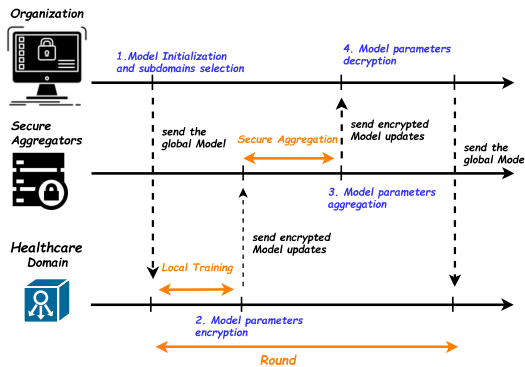 Organization
1.Model Initialization
and subdomains selection
4. Model parameters
decryption
Secure
Aggregators
send the
global Model
Secure Aggregation
send encrypted
Model updates
send the
global Mode
3. Model parameters
aggregation
Healthcare
Domain
send encrypted
Model updates
Local Training
2. Model parameters
encryption
Round